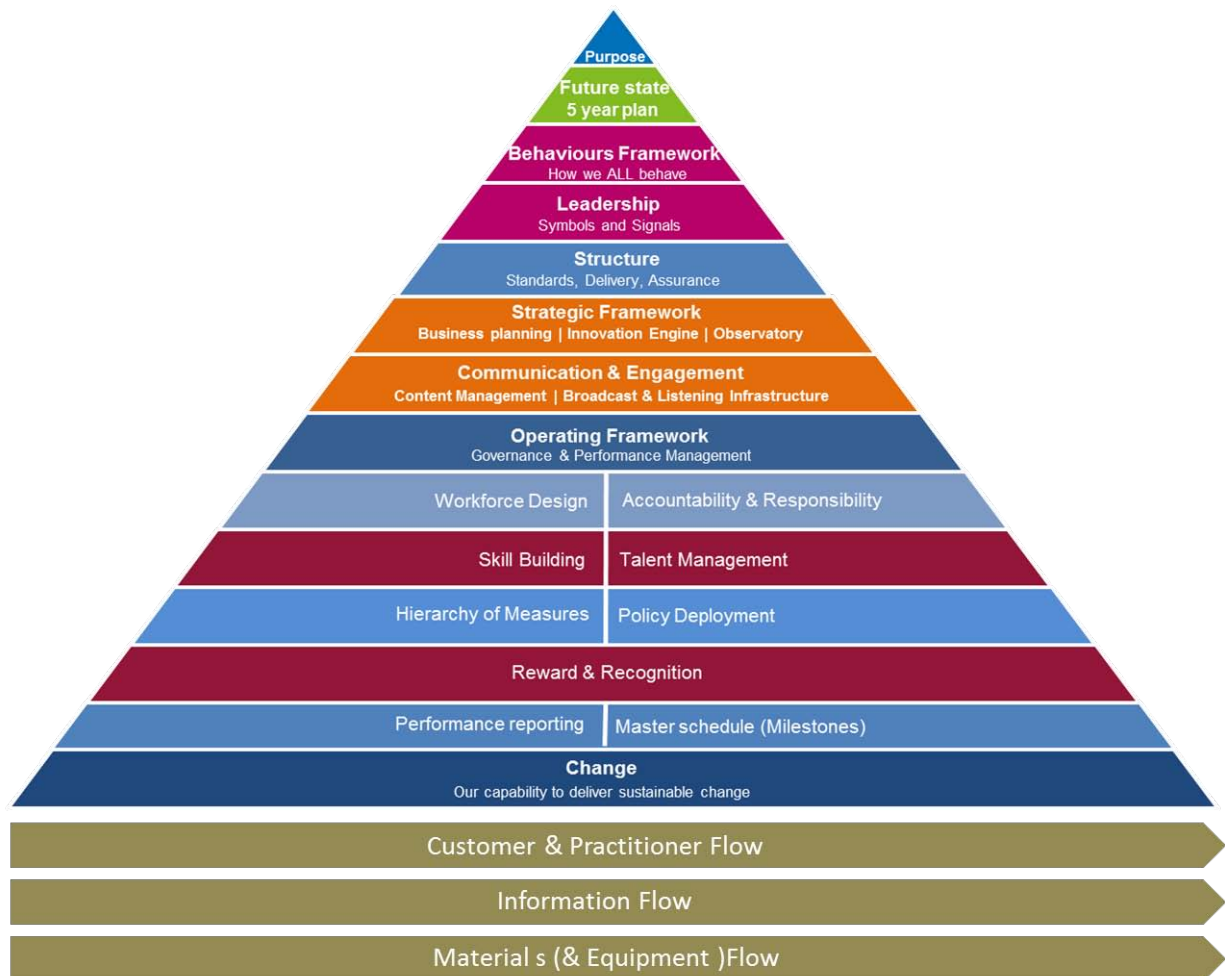 Purpose
Future state
5 year plan
Behaviours Framework
How we ALL behave
Leadership
Symbols and Signals
Structure
Standards, Delivery, Assurance
Strategic Framework
Business planning | Innovation Engine | Observatory
Communication & Engagement
Content Management | Broadcast & Listening Infrastructure
Operating Framework
Governance & Performance Management
Workforce Design
Accountability & Responsibility
Skill Building
Talent Management
Hierarchy of Measures
Policy Deployment
Reward & Recognition
Performance reporting
Master schedule (Milestones)
Change
Our capability to deliver sustainable change
Customer & Practitioner Flow
Information Flow
Material s (& Equipment )Flow